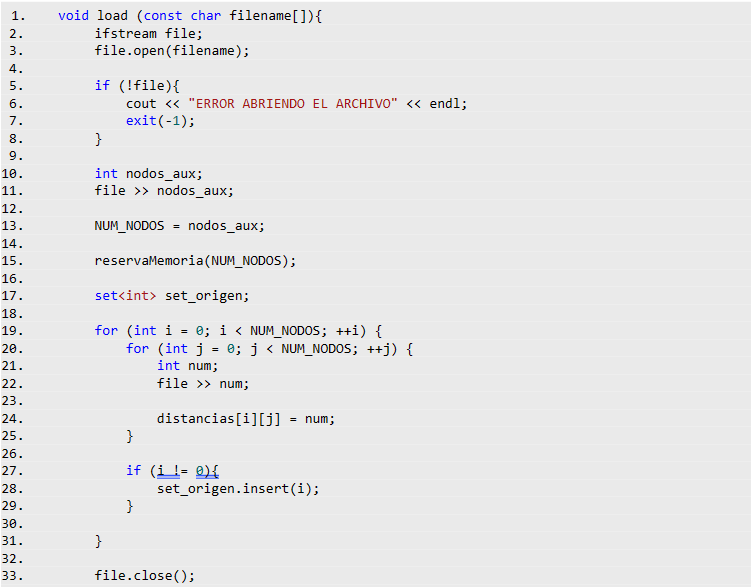 1. void load (const char filename[]){
2. ifstream file;
3. file.open(filename);
4.
5. if (!file){
6. cout << "ERROR ABRIENDO EL ARCHIVO" << endl;
7. exit(-1);
8. }
9.
10. int nodos_aux;
11. file >> nodos_aux;
12.
13. NUM_NODOS = nodos_aux;
14.
15. reservaMemoria(NUM_NODOS);
16.
17. set<int> set_origen;
18.
19. for (int i = 0; i < NUM_NODOS; ++i) {
20. for (int j = 0; j < NUM_NODOS; ++j) {
21. int num;
22. file >> num;
23.
24. distancias[i][j] = num;
25. }
26.
27. if (i != 0){
28. set_origen.insert(i);
29. }
30.
31. }
32.
33. file.close();